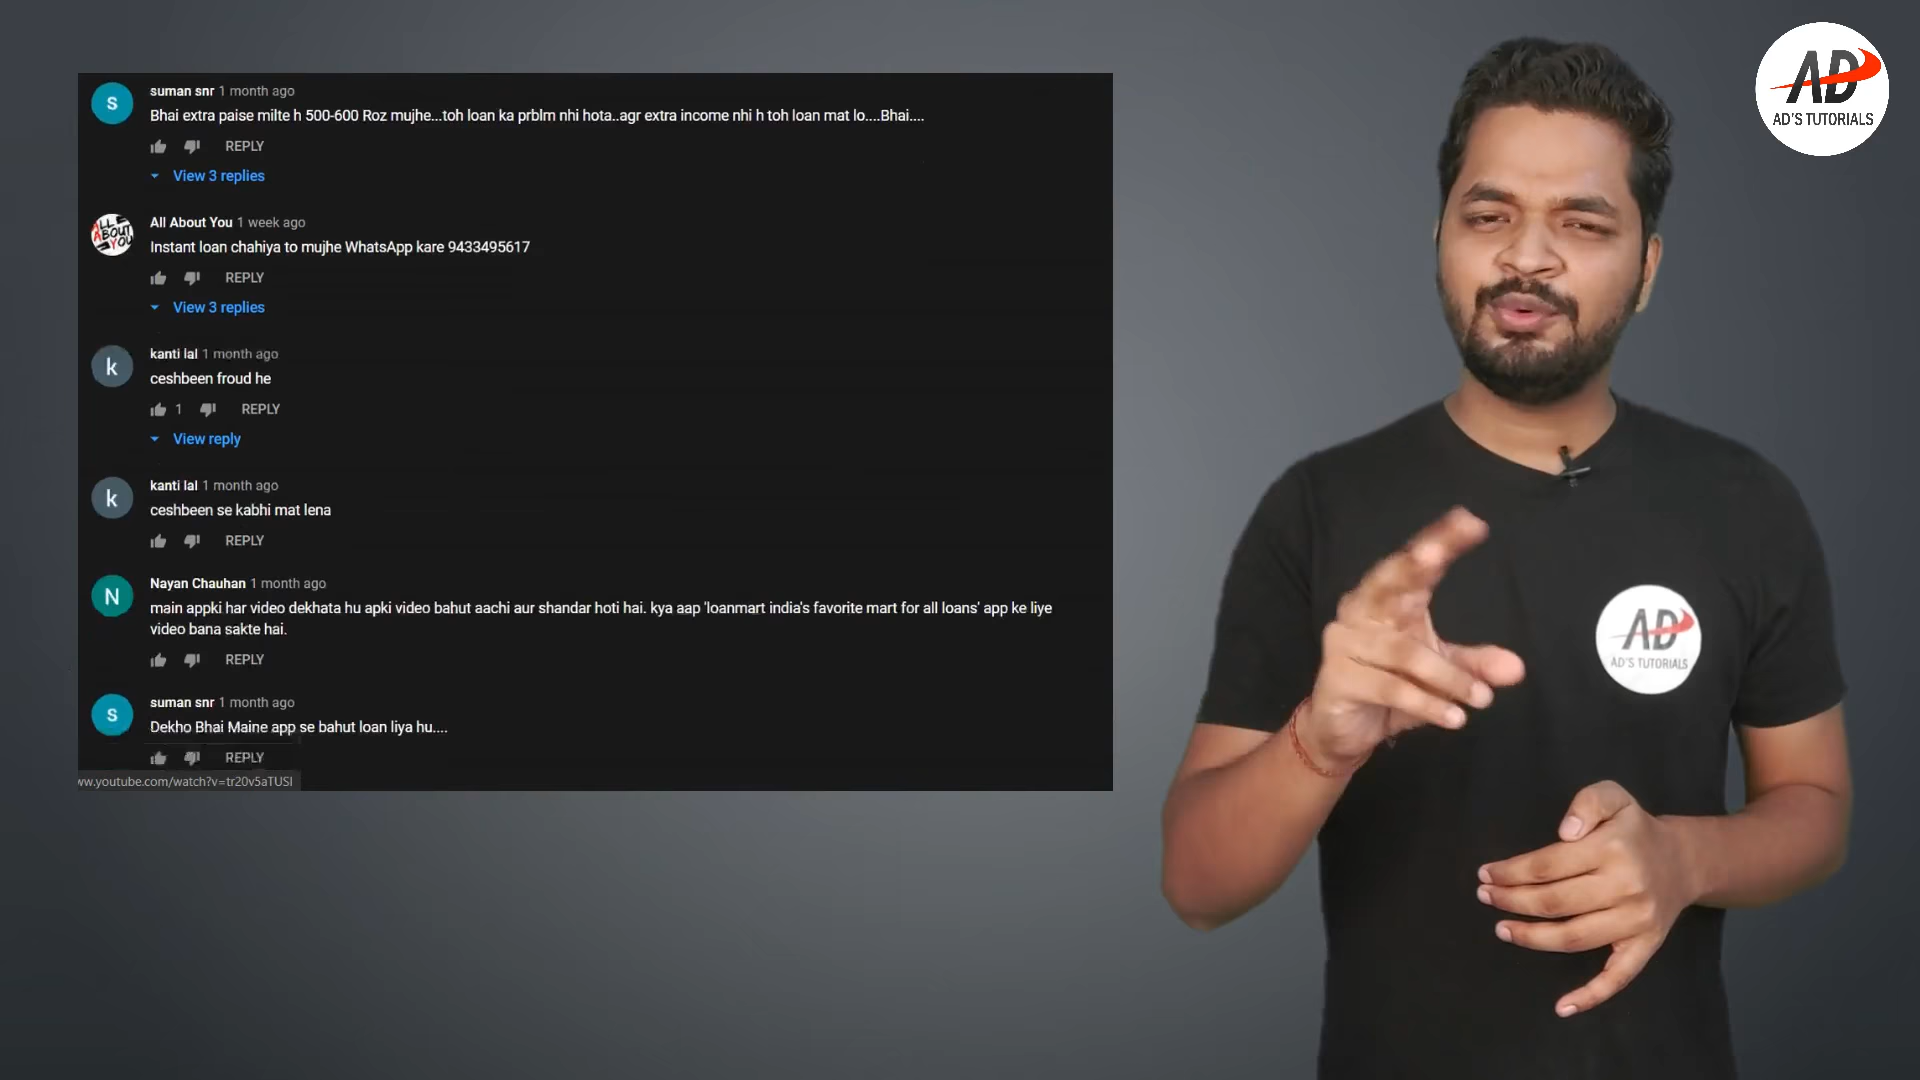 suman snr 1 month ago
Bhai extra paise milte h 500-600 Roz mujhe...toh loan ka prblm nhi hota..agr extra income nhi h toh loan mat lo....Bhai....
REPLY
View 3 replies
ALL
ABOUT
YOU
All About You 1 week ago
Instant loan chahiya to mujhe WhatsApp kare 9433495617
REPLY
View 3 replies
k
kanti lal 1 month ago
ceshbeen froud he
1 REPLY
View reply
k
kanti lal 1 month ago
ceshbeen se kabhi mat lena
REPLY
N
Nayan Chauhan 1 month ago
main appki har video dekhata hu apki video bahut aachi aur shandar hoti hai. kya aap 'loanmart india's favorite mart for all loans' app ke liye
video bana sakte hai.
REPLY
S
suman snr 1 month ago
Dekho Bhai Maine app se bahut loan liya hu....
REPLY
ww.youtube.com/watch?v=tr20v5aTUSI
S
AD
AD'S TUTORIALS
AD
AD'S TUTORIALS